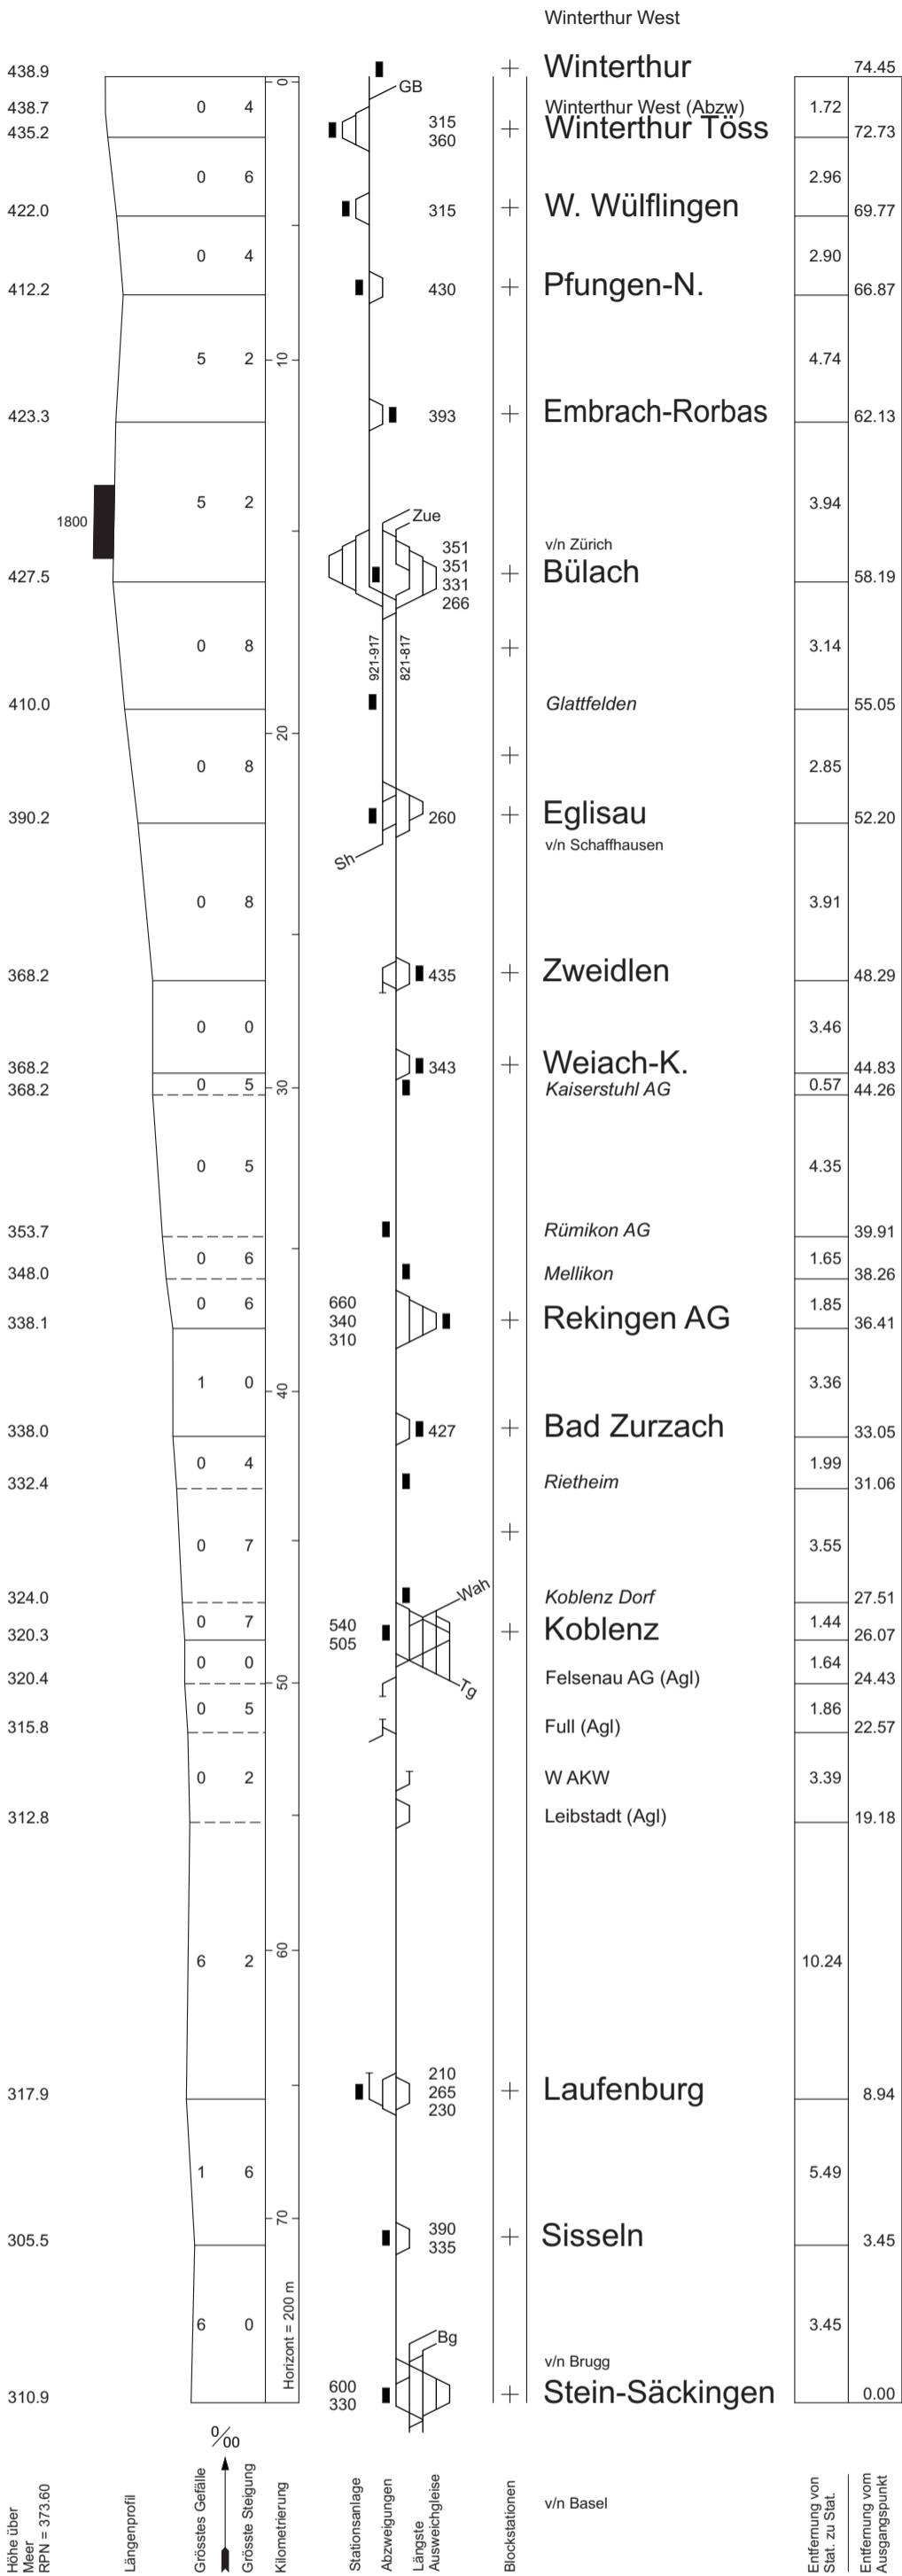 Winterthur West
438.9 Winterthur 74.45
0
GB
438.7 0 4 Winterthur West (Abzw) 1.72
315
435.2 Winterthur Töss 72.73
360
0 6 2.96
422.0 315 W. Wülflingen 69.77
0 4 2.90
412.2 430 Pfungen-N. 66.87
5 2 10 4.74
423.3 393 Embrach-Rorbas 62.13
5 2 3.94
1800
Zue
v/n Zürich
351
351
427.5 Bülach 58.19
331
266
0 8 921-917 821-817 3.14
410.0 Glattfelden 55.05
20
0 8 2.85
390.2 260 Eglisau 52.20
v/n Schaffhausen
Sh
0 8 3.91
368.2 435 Zweidlen 48.29
0 0 3.46
368.2 343 Weiach-K. 44.83
0 5 30 0.57
368.2 Kaiserstuhl AG 44.26
0 5 4.35
353.7 Rümikon AG 39.91
0 6 1.65
348.0 Mellikon 38.26
0 6 660 1.85
338.1 340 Rekingen AG 36.41
310
1 0 40 3.36
338.0 427 Bad Zurzach 33.05
0 4 1.99
332.4 Rietheim 31.06
0 7 3.55
Wah
324.0 Koblenz Dorf 27.51
0 7 540 1.44
320.3 505 Koblenz 26.07
0 0 1.64
320.4 Felsenau AG (Agl) 24.43
50 Tg
0 5 1.86
315.8 Full (Agl) 22.57
0 2 W AKW 3.39
312.8 Leibstadt (Agl) 19.18
6 2 60 10.24
210
317.9 265 Laufenburg 8.94
230
1 6 5.49
70
390
305.5 Sisseln 3.45
335
6 0 3.45
Horizont = 200 m
Bg
v/n Brugg
600
310.9 Stein-Säckingen 0.00
330
0/00
Höhe über
Meer
RPN = 373.60
Längenprofil
Grösstes Gefälle
Grösste Steigung
Kilometrierung
Stationsanlage
Abzweigungen
Längste
Ausweichgleise
Blockstationen
v/n Basel
Entfernung von
Stat. zu Stat.
Entfernung vom
Ausgangspunkt